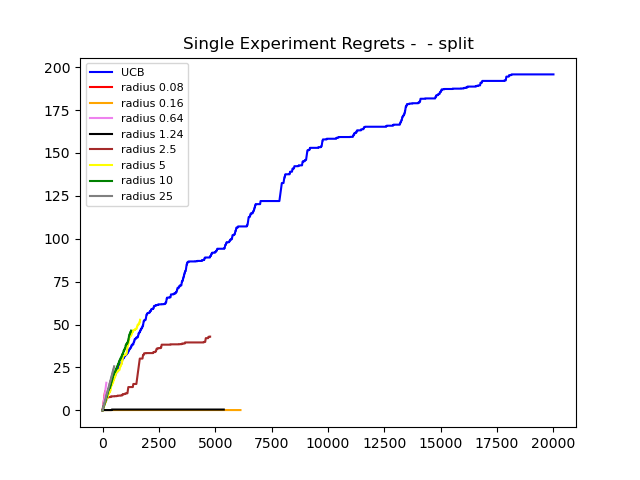 Single Experiment Regrets -  - split
200
175
150
125
100
75
50
25
0
UCB
radius 0.08
radius 0.16
radius 0.64
radius 1.24
radius 2.5
radius 5
radius 10
radius 25
0 2500 5000 7500 10000 12500 15000 17500 20000